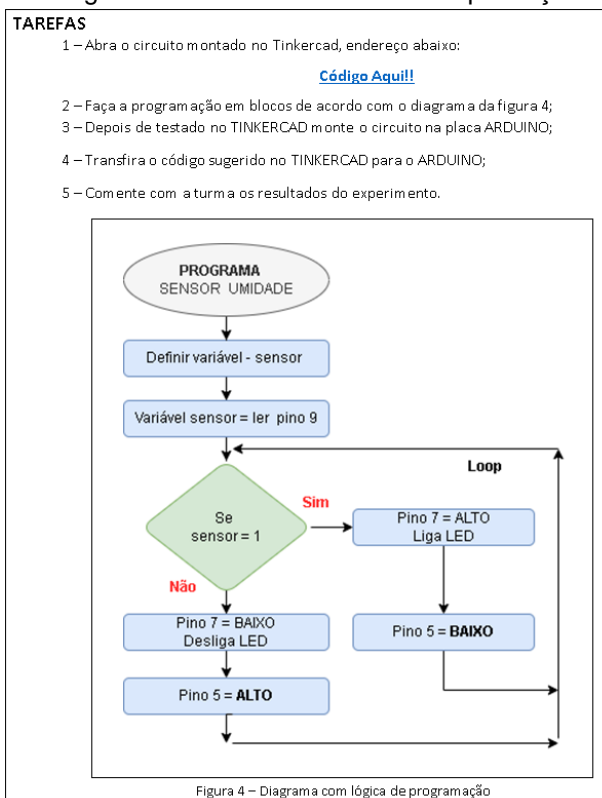 TAREFAS
1 – Abra o circuito montado no Tinkercad, endereço abaixo:
Código Aqui!!
2 – Faça a programação em blocos de acordo com o diagrama da figura 4;
3 – Depois de testado no TINKERCAD monte o circuito na placa ARDUINO;
4 – Transfira o código sugerido no TINKERCAD para o ARDUINO;
5 – Comente com a turma os resultados do experimento.
PROGRAMA
SENSOR UMIDADE
Definir variável - sensor
Variável sensor = ler pino 9
Loop
Se
sensor = 1
Sim
Pino 7 = ALTO
Liga LED
Não
Pino 7 = BAIXO
Desliga LED
Pino 5 = BAIXO
Pino 5 = ALTO
Figura 4 – Diagrama com lógica de programação